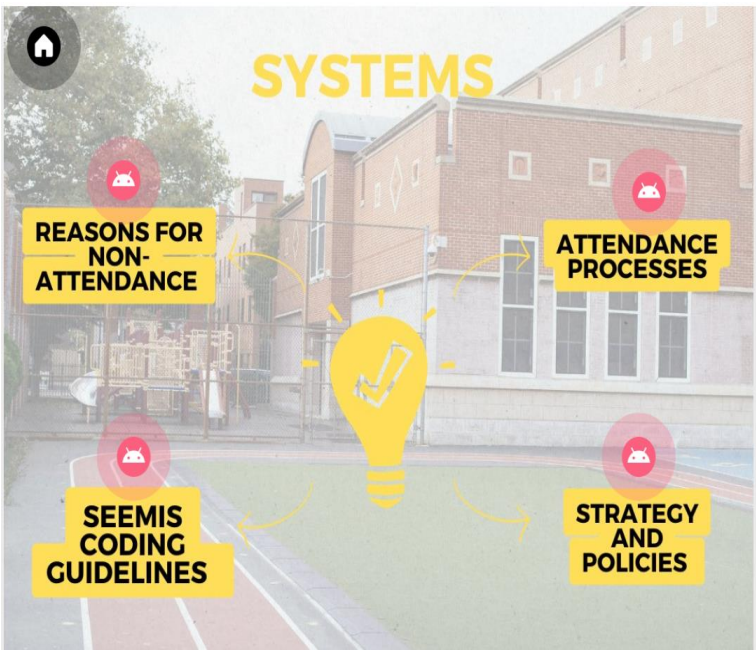 SYSTEMS
REASONS FOR
NON-
ATTENDANCE
ATTENDANCE
PROCESSES
SEEMIS
CODING
GUIDELINES
STRATEGY
AND
POLICIES